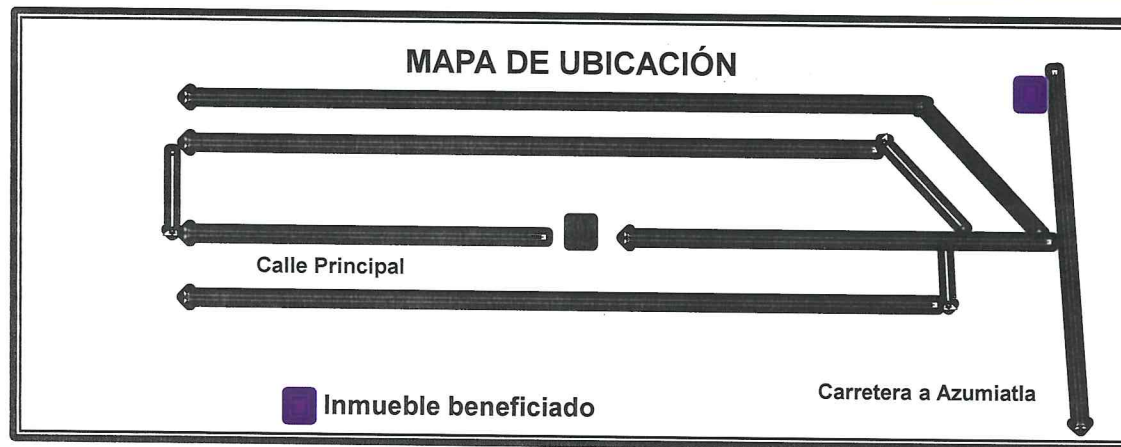 MAPA DE UBICACIÓN
Calle Principal
Carretera a Azumiatla
Inmueble beneficiado